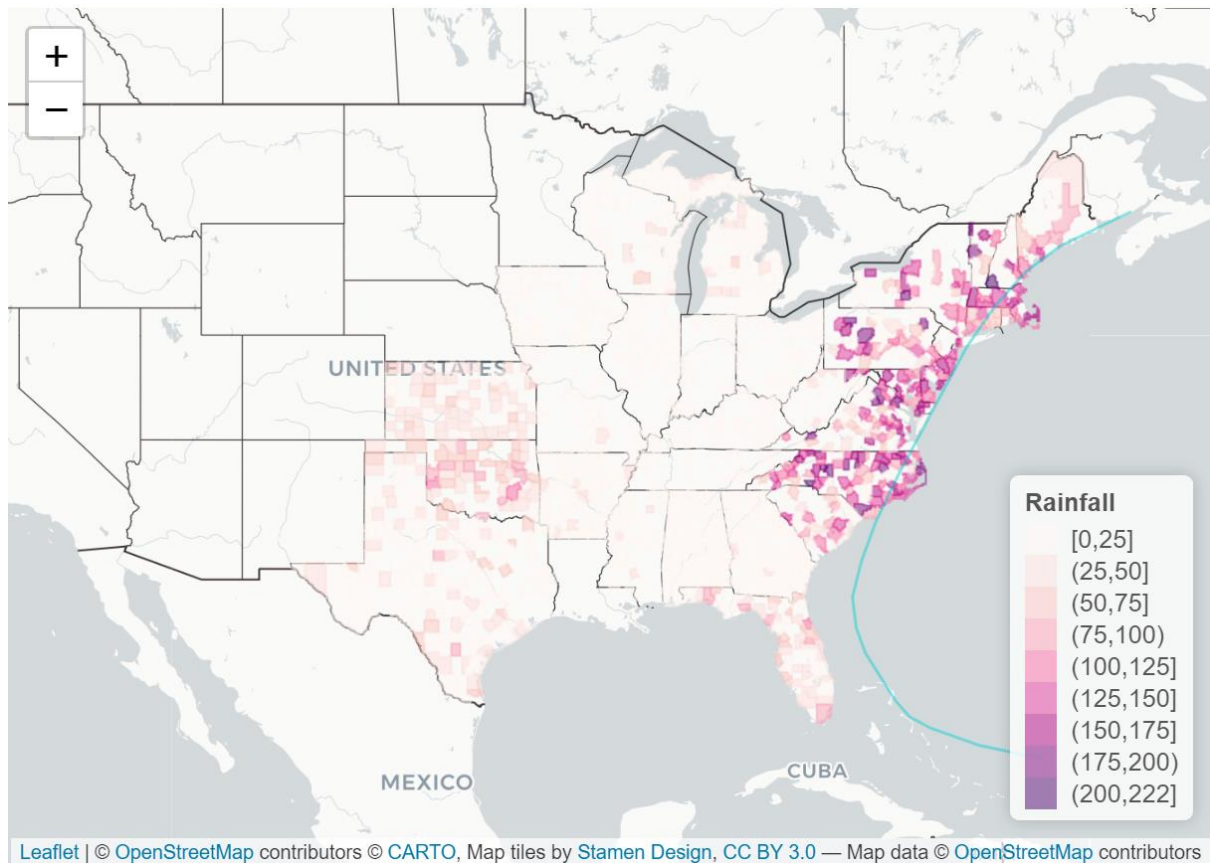 +
−
UNITED STATES
MEXICO
CUBA
Rainfall
[0,25]
(25,50]
(50,75]
(75,100)
(100,125]
(125,150]
(150,175]
(175,200)
(200,222]
Leaflet | © OpenStreetMap contributors © CARTO, Map tiles by Stamen Design, CC BY 3.0 — Map data © OpenStreetMap contributors